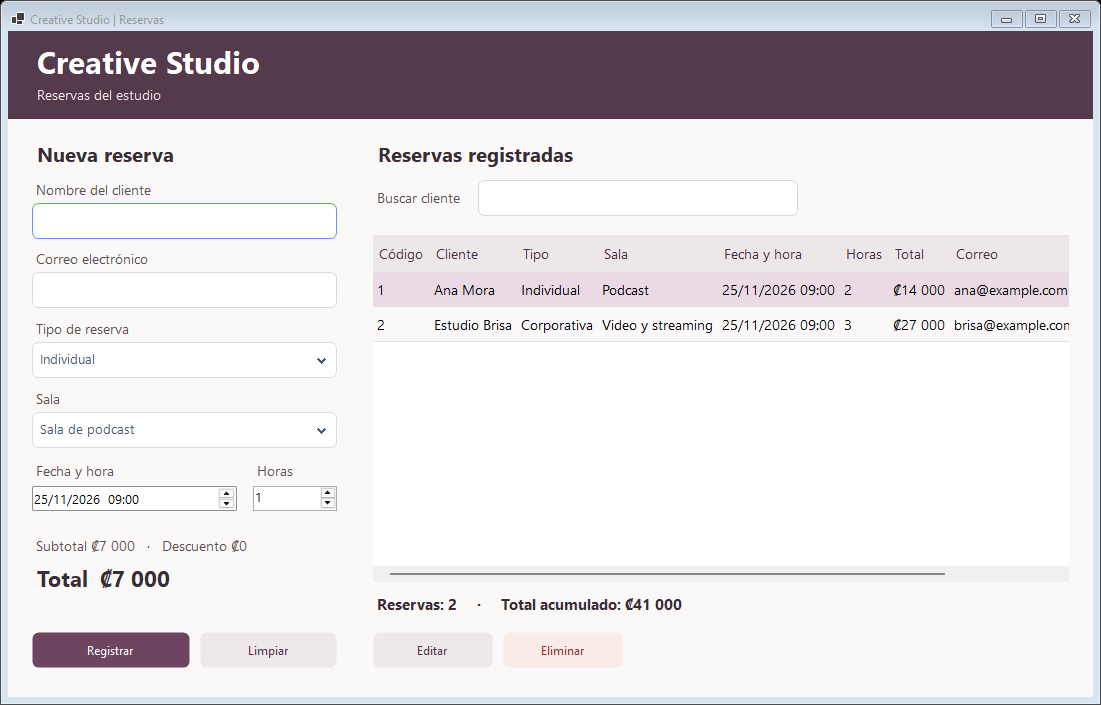 Creative Studio | Reservas
Creative Studio
Reservas del estudio
Nueva reserva
Nombre del cliente
Correo electrónico
Tipo de reserva
Individual
Sala
Sala de podcast
Fecha y hora Horas
25/11/2026 09:00 1
Subtotal ₡7 000 · Descuento ₡0
Total ₡7 000
Registrar Limpiar
Reservas registradas
Buscar cliente
Código Cliente Tipo Sala Fecha y hora Horas Total Correo
1 Ana Mora Individual Podcast 25/11/2026 09:00 2 ₡14 000 ana@example.com
2 Estudio Brisa Corporativa Video y streaming 25/11/2026 09:00 3 ₡27 000 brisa@example.com
Reservas: 2 · Total acumulado: ₡41 000
Editar Eliminar